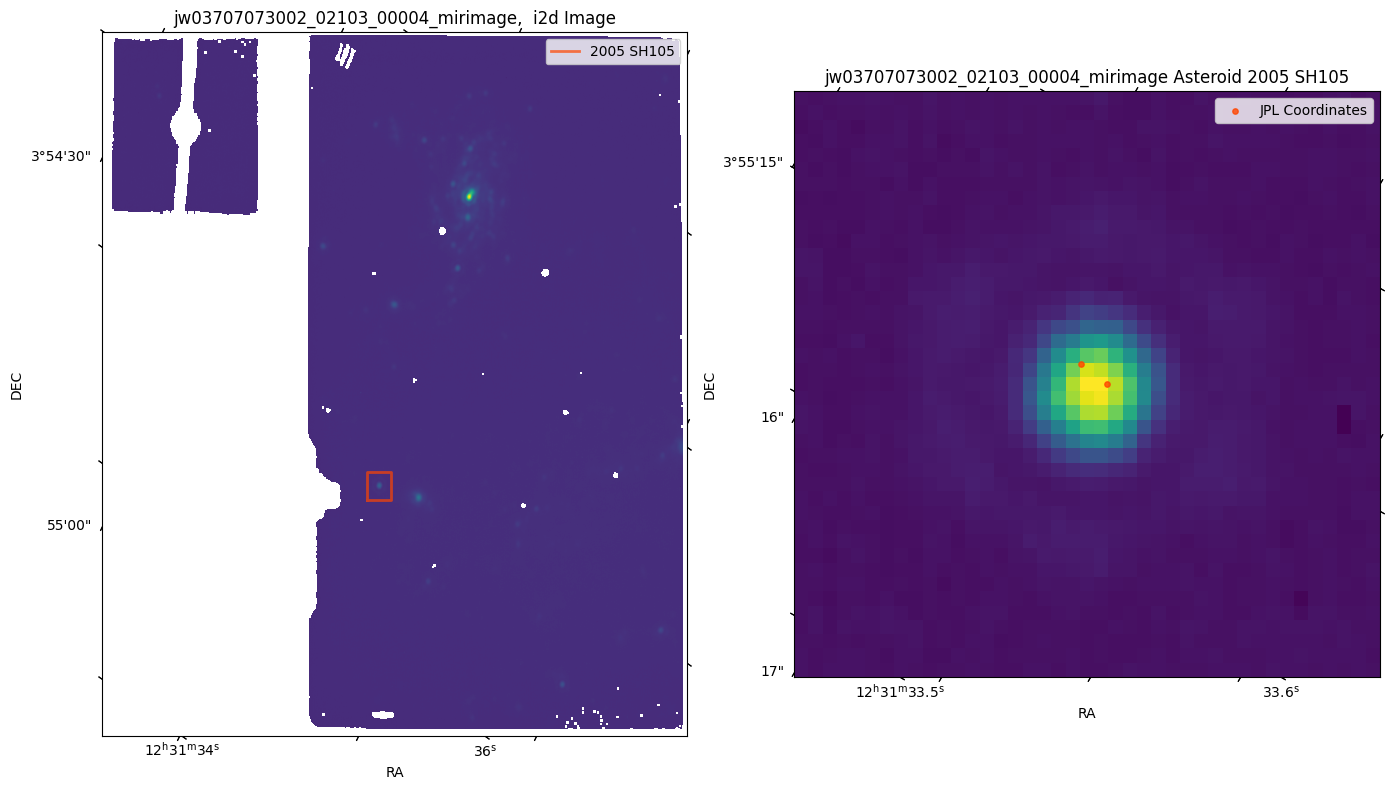 jw03707073002_02103_00004_mirimage,  i2d Image
2005 SH105
3°54'30"
55'00"
DEC
12ʰ31ᵐ34ˢ
36ˢ
RA
jw03707073002_02103_00004_mirimage Asteroid 2005 SH105
JPL Coordinates
3°55'15"
16"
17"
DEC
12ʰ31ᵐ33.5ˢ
33.6ˢ
RA